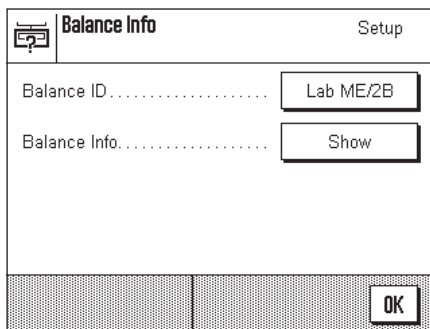 Balance Info Setup
Balance ID.................... Lab ME/2B
Balance Info................... Show
OK